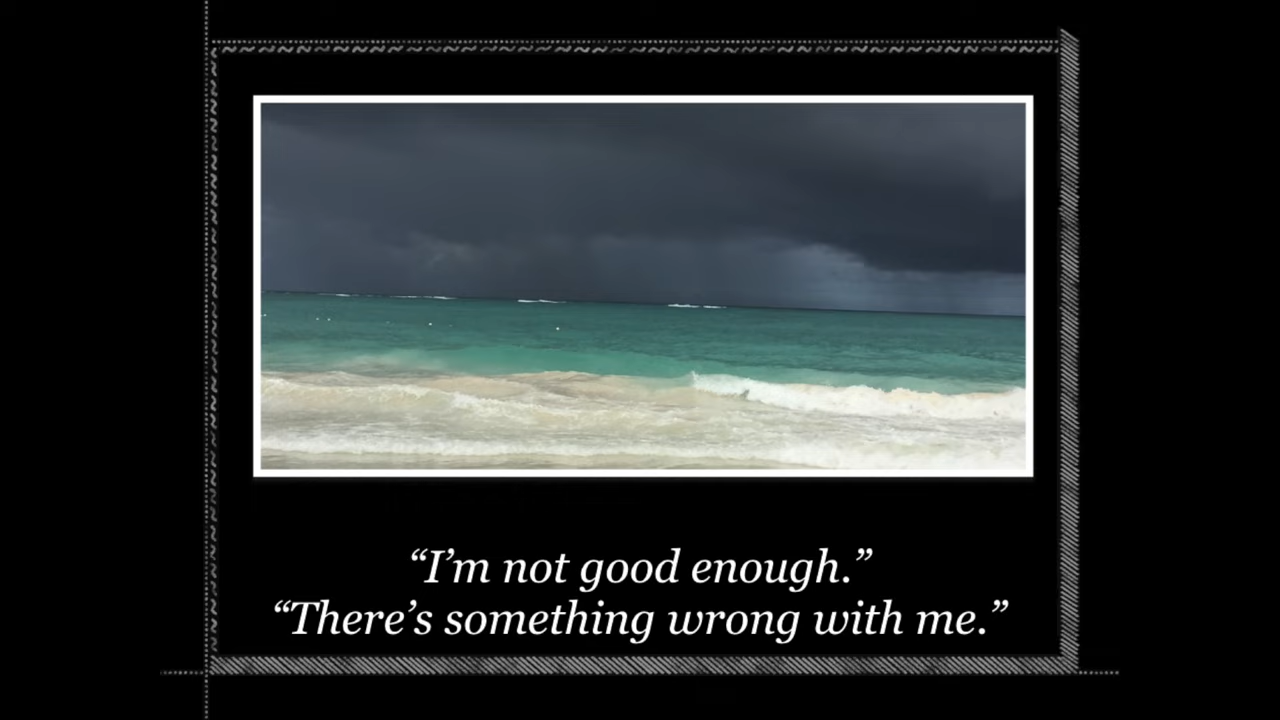 “I’m not good enough.”
“There’s something wrong with me.”